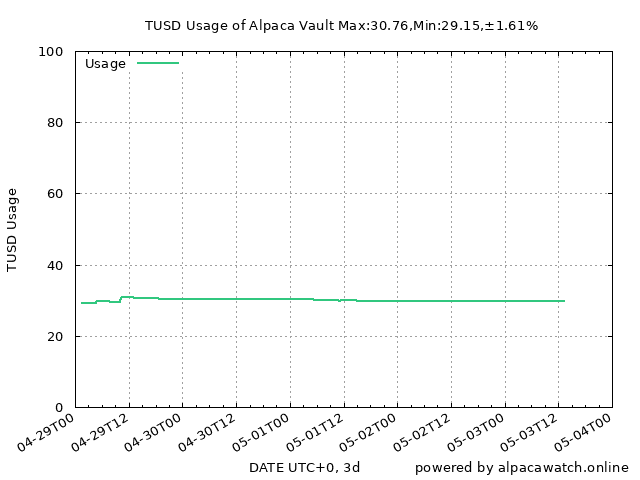 TUSD Usage of Alpaca Vault Max:30.76,Min:29.15,±1.61%
Usage
100
80
60
40
20
0
TUSD Usage
04-29T00
04-29T12
04-30T00
04-30T12
05-01T00
05-01T12
05-02T00
05-02T12
05-03T00
05-03T12
05-04T00
DATE UTC+0, 3d
powered by alpacawatch.online